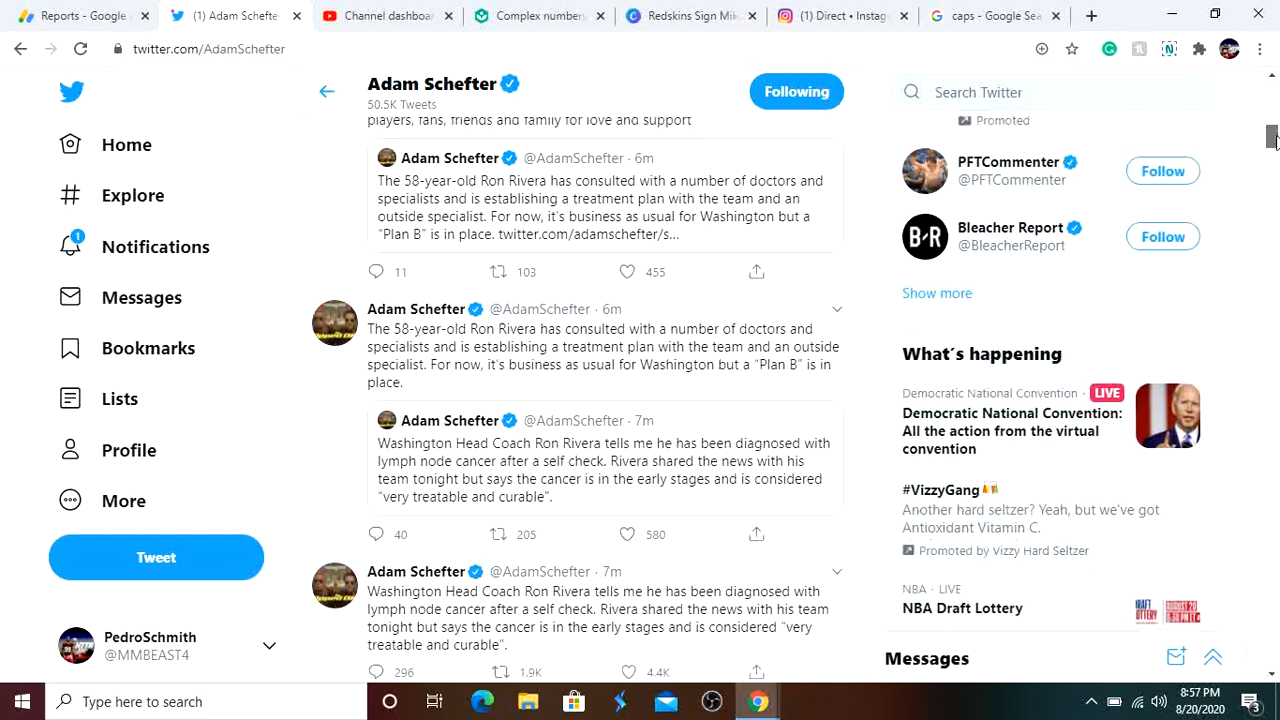 Reports - Google
(1) Adam Schefte
Channel dashboa
Complex numbers
Redskins Sign Mik
(1) Direct • Instag
caps - Google Sea
twitter.com/AdamSchefter
Adam Schefter
50.5K Tweets
Following
Search Twitter
Home
Explore
1
Notifications
Messages
Bookmarks
Lists
Profile
More
Tweet
PedroSchmith
@MMBEAST4
players, fans, friends and family for love and support
Adam Schefter @AdamSchefter · 6m
The 58-year-old Ron Rivera has consulted with a number of doctors and
specialists and is establishing a treatment plan with the team and an
outside specialist. For now, it's business as usual for Washington but a
“Plan B” is in place. twitter.com/adamschefter/s...
11 103 455
Adam Schefter @AdamSchefter · 6m
The 58-year-old Ron Rivera has consulted with a number of doctors and
specialists and is establishing a treatment plan with the team and an outside
specialist. For now, it's business as usual for Washington but a “Plan B” is in
place.
Adam Schefter @AdamSchefter · 7m
Washington Head Coach Ron Rivera tells me he has been diagnosed with
lymph node cancer after a self check. Rivera shared the news with his
team tonight but says the cancer is in the early stages and is considered
“very treatable and curable”.
40 205 580
Adam Schefter @AdamSchefter · 7m
Washington Head Coach Ron Rivera tells me he has been diagnosed with
lymph node cancer after a self check. Rivera shared the news with his team
tonight but says the cancer is in the early stages and is considered “very
treatable and curable”.
296 1.9K 4.4K
Promoted
PFTCommenter
@PFTCommenter
Follow
B·R
Bleacher Report
@BleacherReport
Follow
Show more
What's happening
Democratic National Convention · LIVE
Democratic National Convention:
All the action from the virtual
convention
#VizzyGang
Another hard seltzer? Yeah, but we've got
Antioxidant Vitamin C.
Promoted by Vizzy Hard Seltzer
NBA · LIVE
NBA Draft Lottery
Messages
Type here to search
8:57 PM
8/20/2020
3